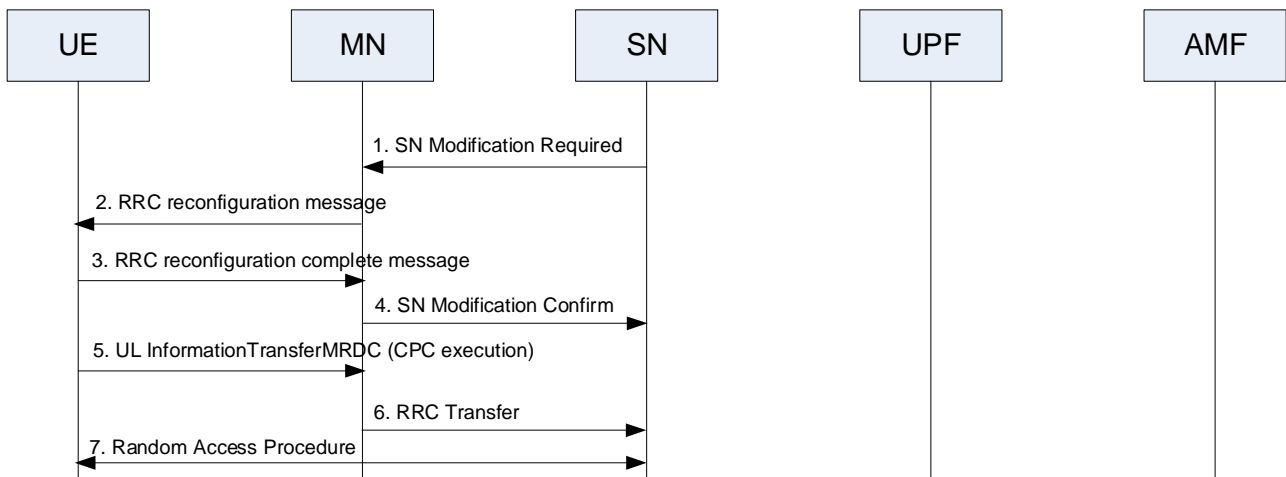 UE
MN
SN
UPF
AMF
1. SN Modification Required
2. RRC reconfiguration message
3. RRC reconfiguration complete message
4. SN Modification Confirm
5. UL InformationTransferMRDC (CPC execution)
6. RRC Transfer
7. Random Access Procedure